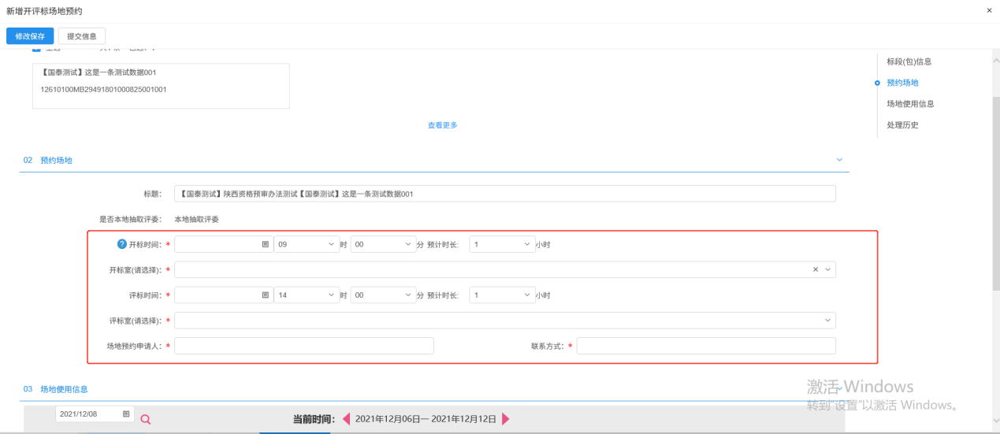 新增开评标场地预约
修改保存 提交信息
【国泰测试】这是一条测试数据001
12610100MB29491801000825001001
查看更多
标段(包)信息
预约场地
场地使用信息
处理历史
02 预约场地
标题: 【国泰测试】陕西资格预审办法测试【国泰测试】这是一条测试数据001
是否本地抽取评委: 本地抽取评委
? 开标时间: * 09 时 00 分 预计时长: 1 小时
开标室(请选择): *
评标时间: * 14 时 00 分 预计时长: 1 小时
评标室(请选择): *
场地预约申请人: * 联系方式: *
03 场地使用信息
激活 Windows
转到"设置"以激活 Windows。
2021/12/08 当前时间: 2021年12月06日— 2021年12月12日